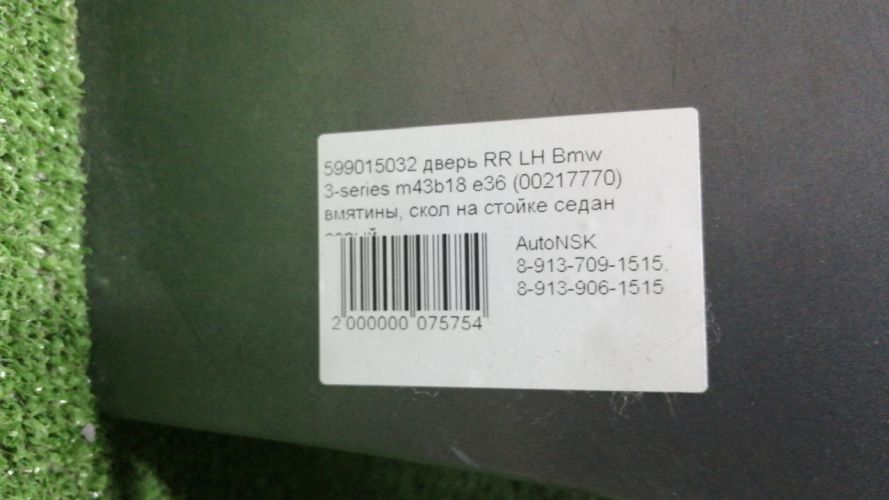 599015032 дверь RR LH Bmw
3-series m43b18 e36 (00217770)
вмятины, скол на стойке седан
AutoNSK
8-913-709-1515,
8-913-906-1515
2 000000 075754